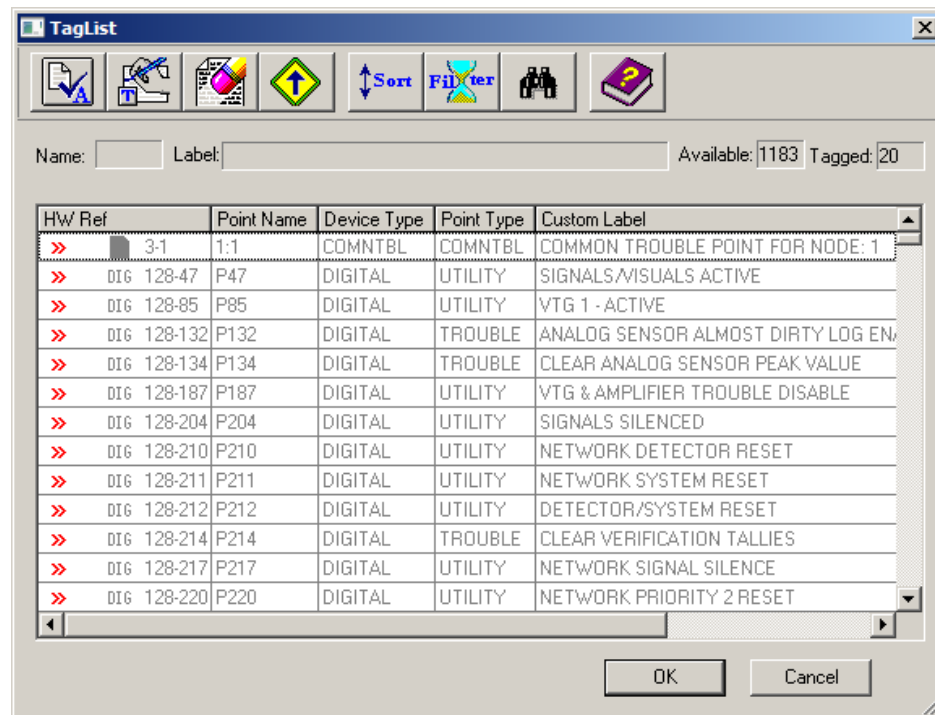 TagList
A T Sort Filter ?
Name: Label: Available: 1183 Tagged: 20
HW Ref Point Name Device Type Point Type Custom Label
» 3-1 1:1 COMNTBL COMNTBL COMMON TROUBLE POINT FOR NODE: 1
» DIG 128-47 P47 DIGITAL UTILITY SIGNALS/VISUALS ACTIVE
» DIG 128-85 P85 DIGITAL UTILITY VTG 1 - ACTIVE
» DIG 128-132 P132 DIGITAL TROUBLE ANALOG SENSOR ALMOST DIRTY LOG ENA
» DIG 128-134 P134 DIGITAL TROUBLE CLEAR ANALOG SENSOR PEAK VALUE
» DIG 128-187 P187 DIGITAL UTILITY VTG & AMPLIFIER TROUBLE DISABLE
» DIG 128-204 P204 DIGITAL UTILITY SIGNALS SILENCED
» DIG 128-210 P210 DIGITAL UTILITY NETWORK DETECTOR RESET
» DIG 128-211 P211 DIGITAL UTILITY NETWORK SYSTEM RESET
» DIG 128-212 P212 DIGITAL UTILITY DETECTOR/SYSTEM RESET
» DIG 128-214 P214 DIGITAL TROUBLE CLEAR VERIFICATION TALLIES
» DIG 128-217 P217 DIGITAL UTILITY NETWORK SIGNAL SILENCE
» DIG 128-220 P220 DIGITAL UTILITY NETWORK PRIORITY 2 RESET
OK Cancel